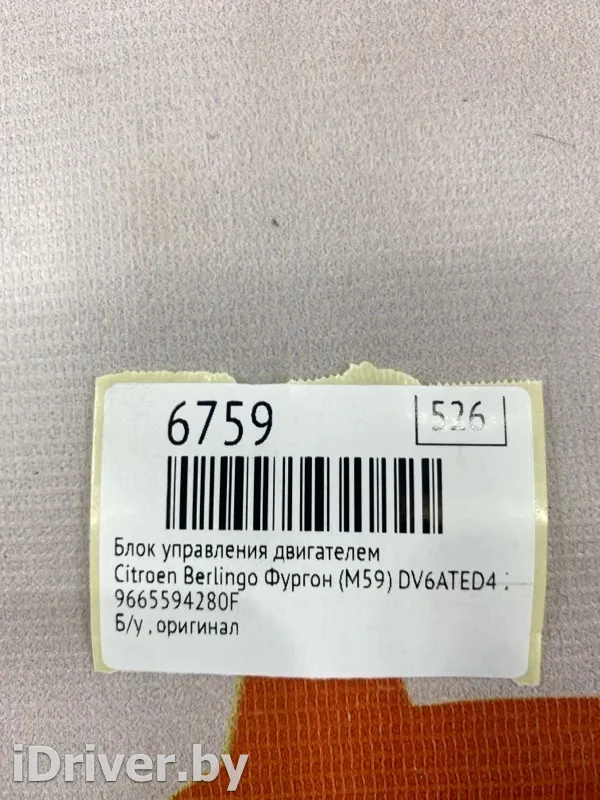 6759
526
Блок управления двигателем
Citroen Berlingo Фургон (M59) DV6ATED4
9665594280F
Б/у , оригинал
iDriver.by